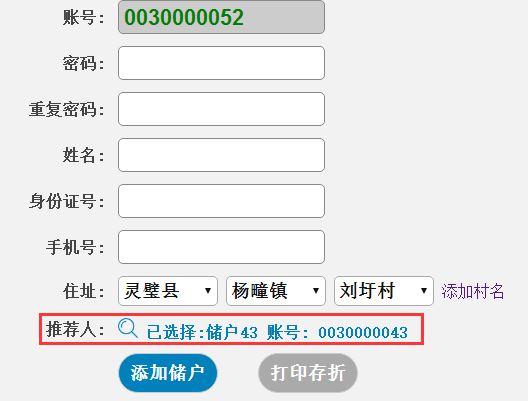 账号: 0030000052
密码:
重复密码:
姓名:
身份证号:
手机号:
住址: 灵璧县 杨疃镇 刘圩村 添加村名
推荐人: 已选择:储户43 账号: 0030000043
添加储户 打印存折